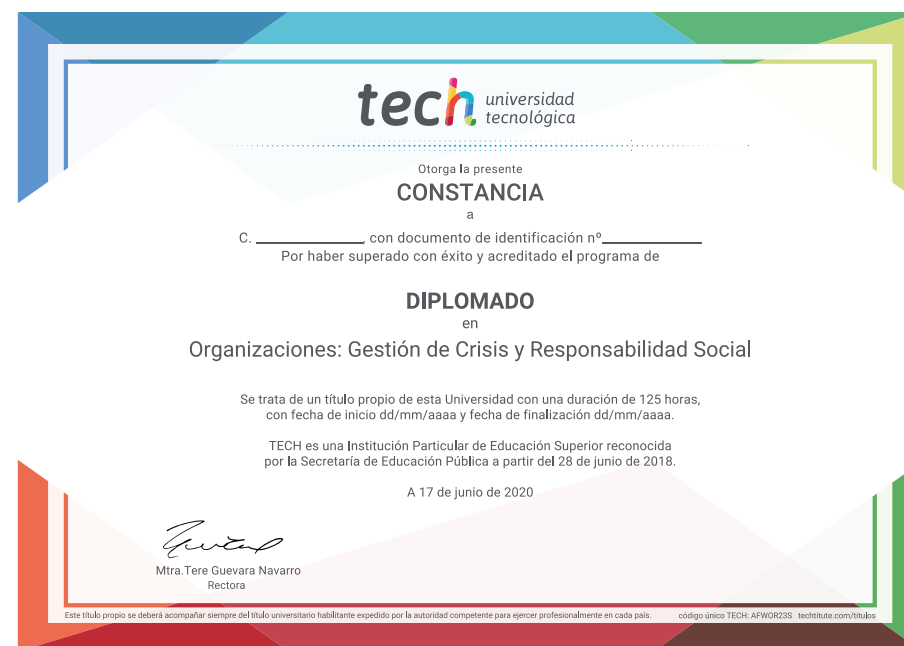 tech universidad
tecnológica
Otorga la presente
CONSTANCIA
a
C. ____________, con documento de identificación nº____________
Por haber superado con éxito y acreditado el programa de
DIPLOMADO
en
Organizaciones: Gestión de Crisis y Responsabilidad Social
Se trata de un título propio de esta Universidad con una duración de 125 horas,
con fecha de inicio dd/mm/aaaa y fecha de finalización dd/mm/aaaa.
TECH es una Institución Particular de Educación Superior reconocida
por la Secretaría de Educación Pública a partir del 28 de junio de 2018.
A 17 de junio de 2020
Mtra.Tere Guevara Navarro
Rectora
Este título propio se deberá acompañar siempre del título universitario habilitante expedido por la autoridad competente para ejercer profesionalmente en cada país. código único TECH: AFWOR23S techtitute.com/títulos